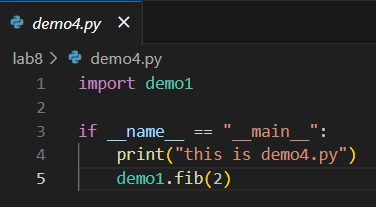 demo4.py ×
lab8 > demo4.py
1 import demo1
2
3 if __name__ == "__main__":
4     print("this is demo4.py")
5     demo1.fib(2)